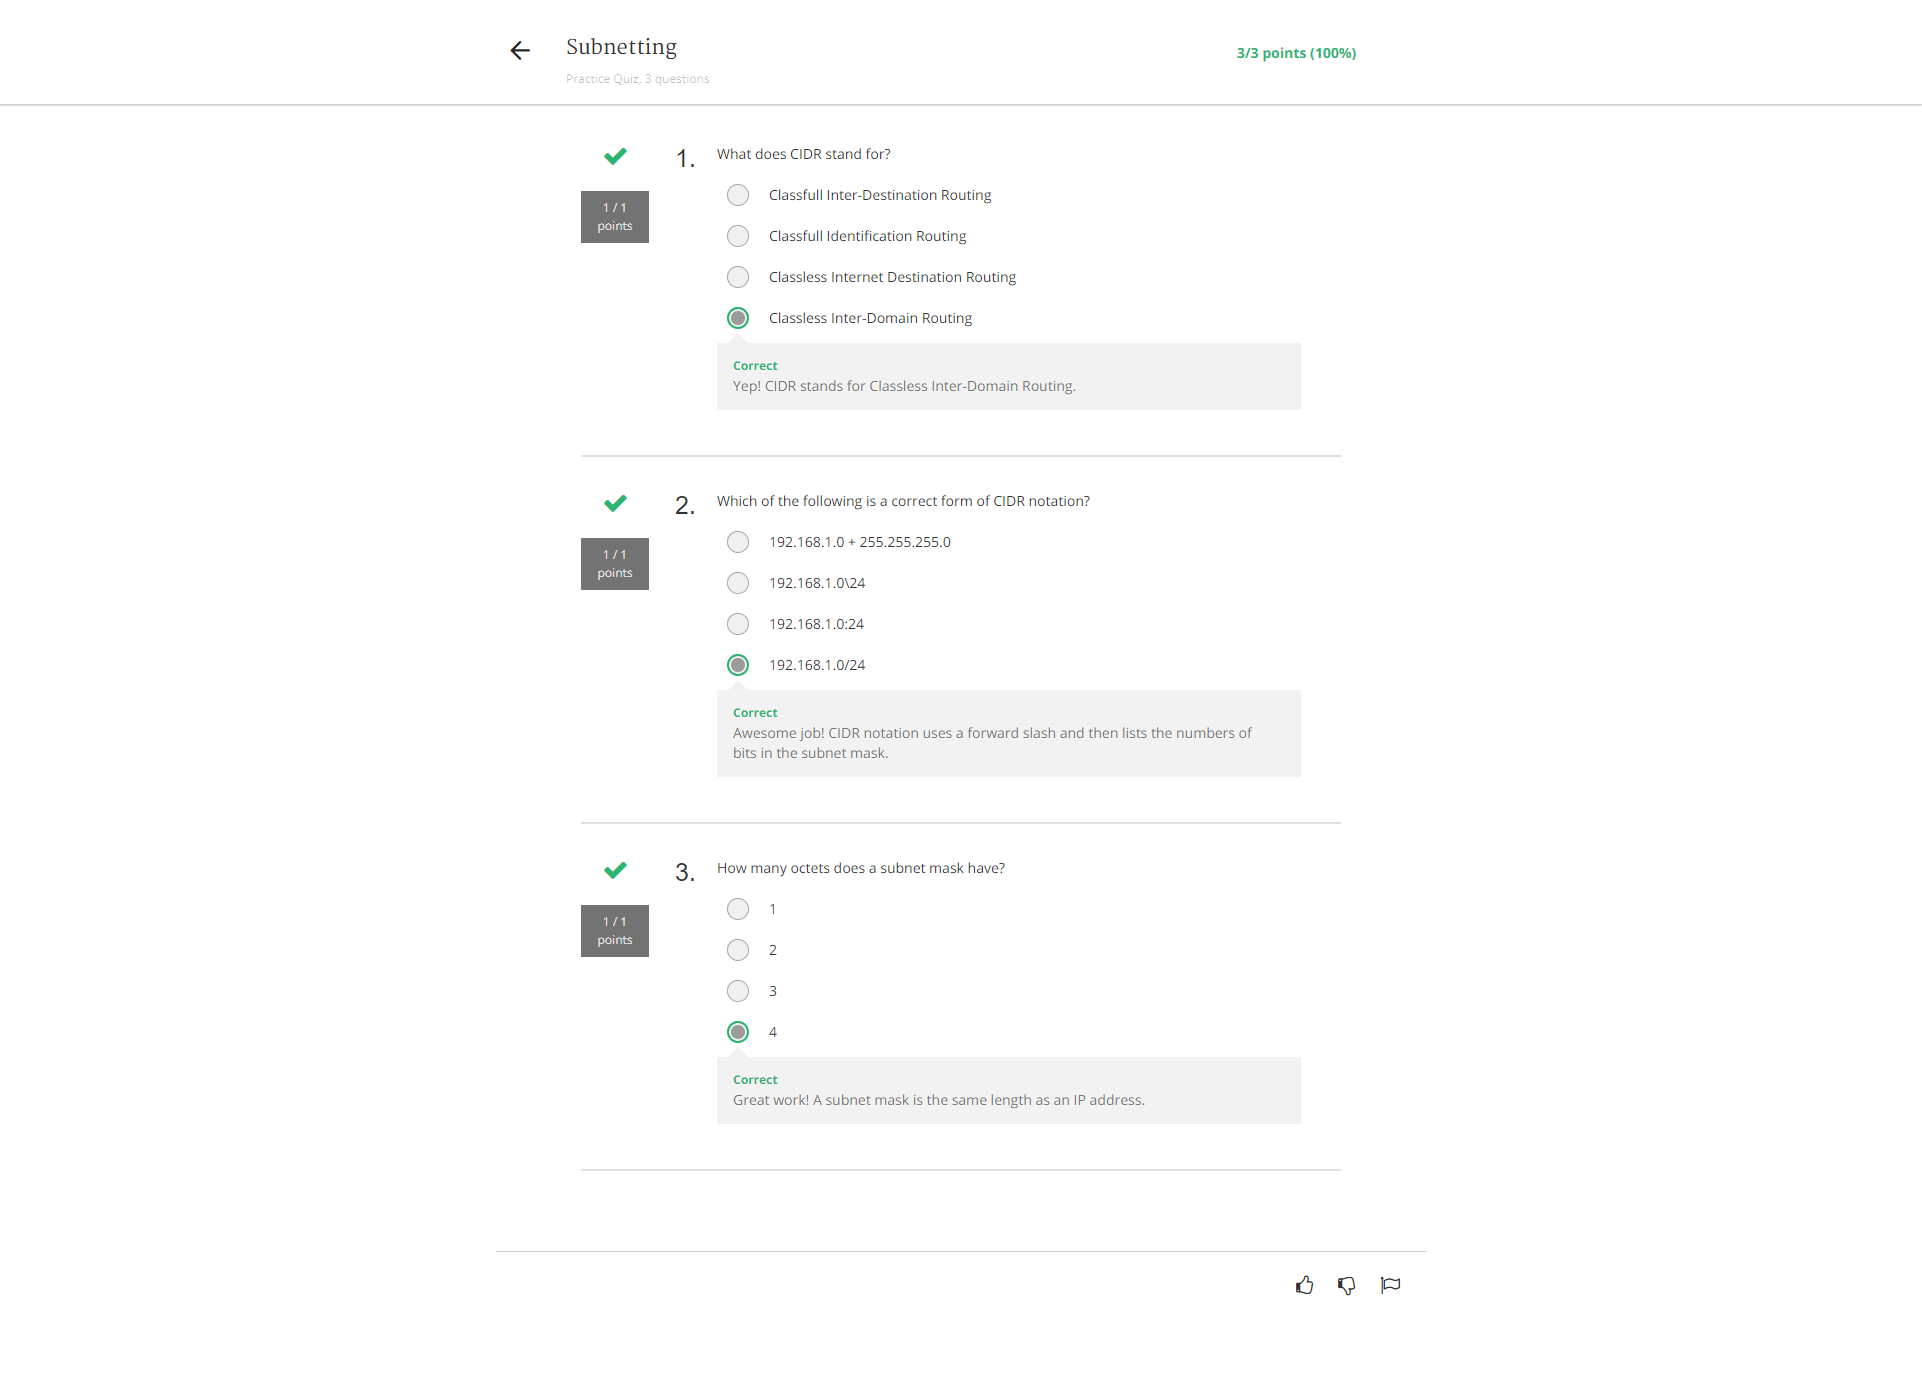 Subnetting
3/3 points (100%)
Practice Quiz, 3 questions
1 / 1
points
1.
What does CIDR stand for?
Classfull Inter-Destination Routing
Classfull Identification Routing
Classless Internet Destination Routing
Classless Inter-Domain Routing
Correct
Yep! CIDR stands for Classless Inter-Domain Routing.
1 / 1
points
2.
Which of the following is a correct form of CIDR notation?
192.168.1.0 + 255.255.255.0
192.168.1.0\24
192.168.1.0:24
192.168.1.0/24
Correct
Awesome job! CIDR notation uses a forward slash and then lists the numbers of
bits in the subnet mask.
1 / 1
points
3.
How many octets does a subnet mask have?
1
2
3
4
Correct
Great work! A subnet mask is the same length as an IP address.